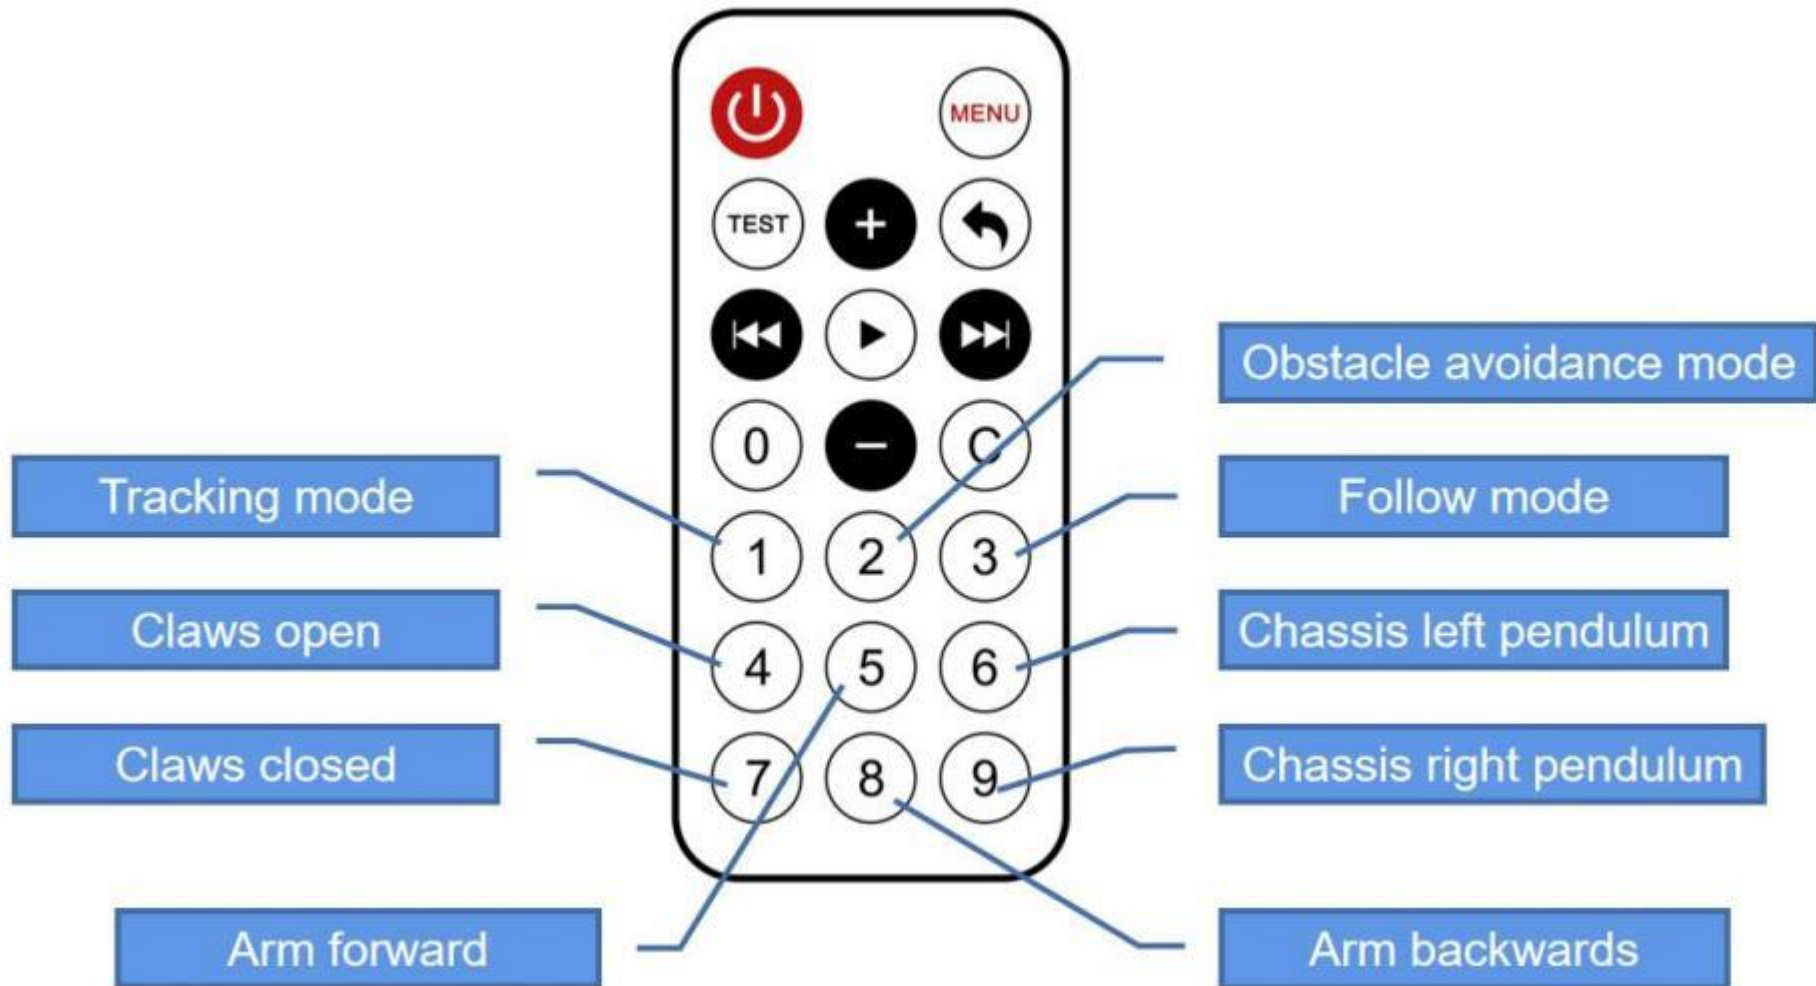 MENU
TEST
+
0
−
C
1
2
3
4
5
6
7
8
9
Tracking mode
Claws open
Claws closed
Arm forward
Obstacle avoidance mode
Follow mode
Chassis left pendulum
Chassis right pendulum
Arm backwards